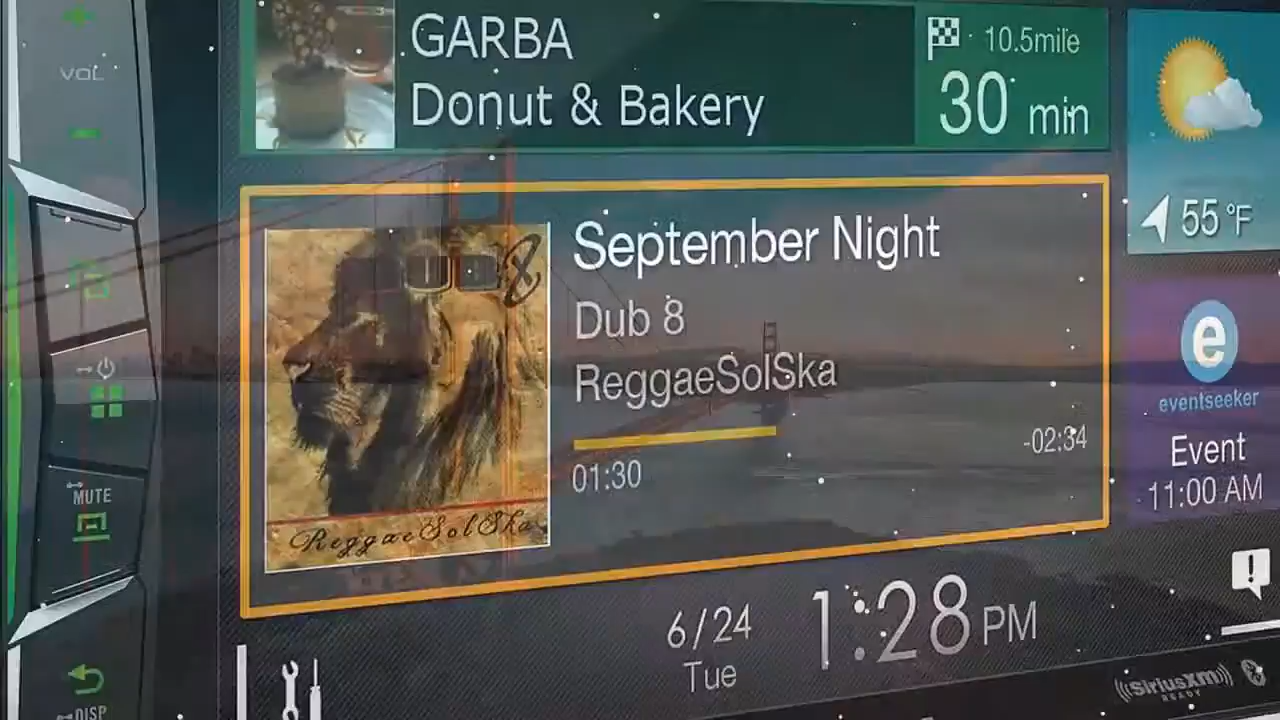 VOL
GARBA
Donut & Bakery
10.5mile
30 min
55 °F
September Night
Dub 8
ReggaeSolSka
01:30
-02:34
8
ReggaeSolSka
e
eventseeker
Event
11:00 AM
MUTE
6/24
Tue
1:28 PM
DISP
((SiriusXM))
READY